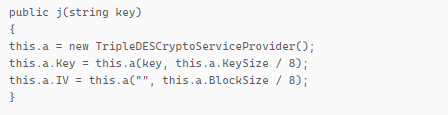 public j(string key)
{
this.a = new TripleDESCryptoServiceProvider();
this.a.Key = this.a(key, this.a.KeySize / 8);
this.a.IV = this.a("", this.a.BlockSize / 8);
}